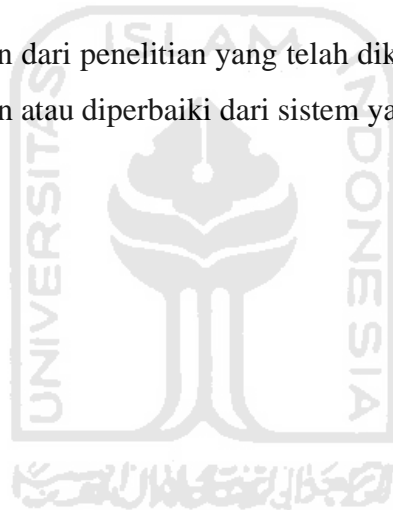 ISLAM
n dari penelitian yang telah dik
n atau diperbaiki dari sistem ya
UNIVERSITAS
INDONESIA